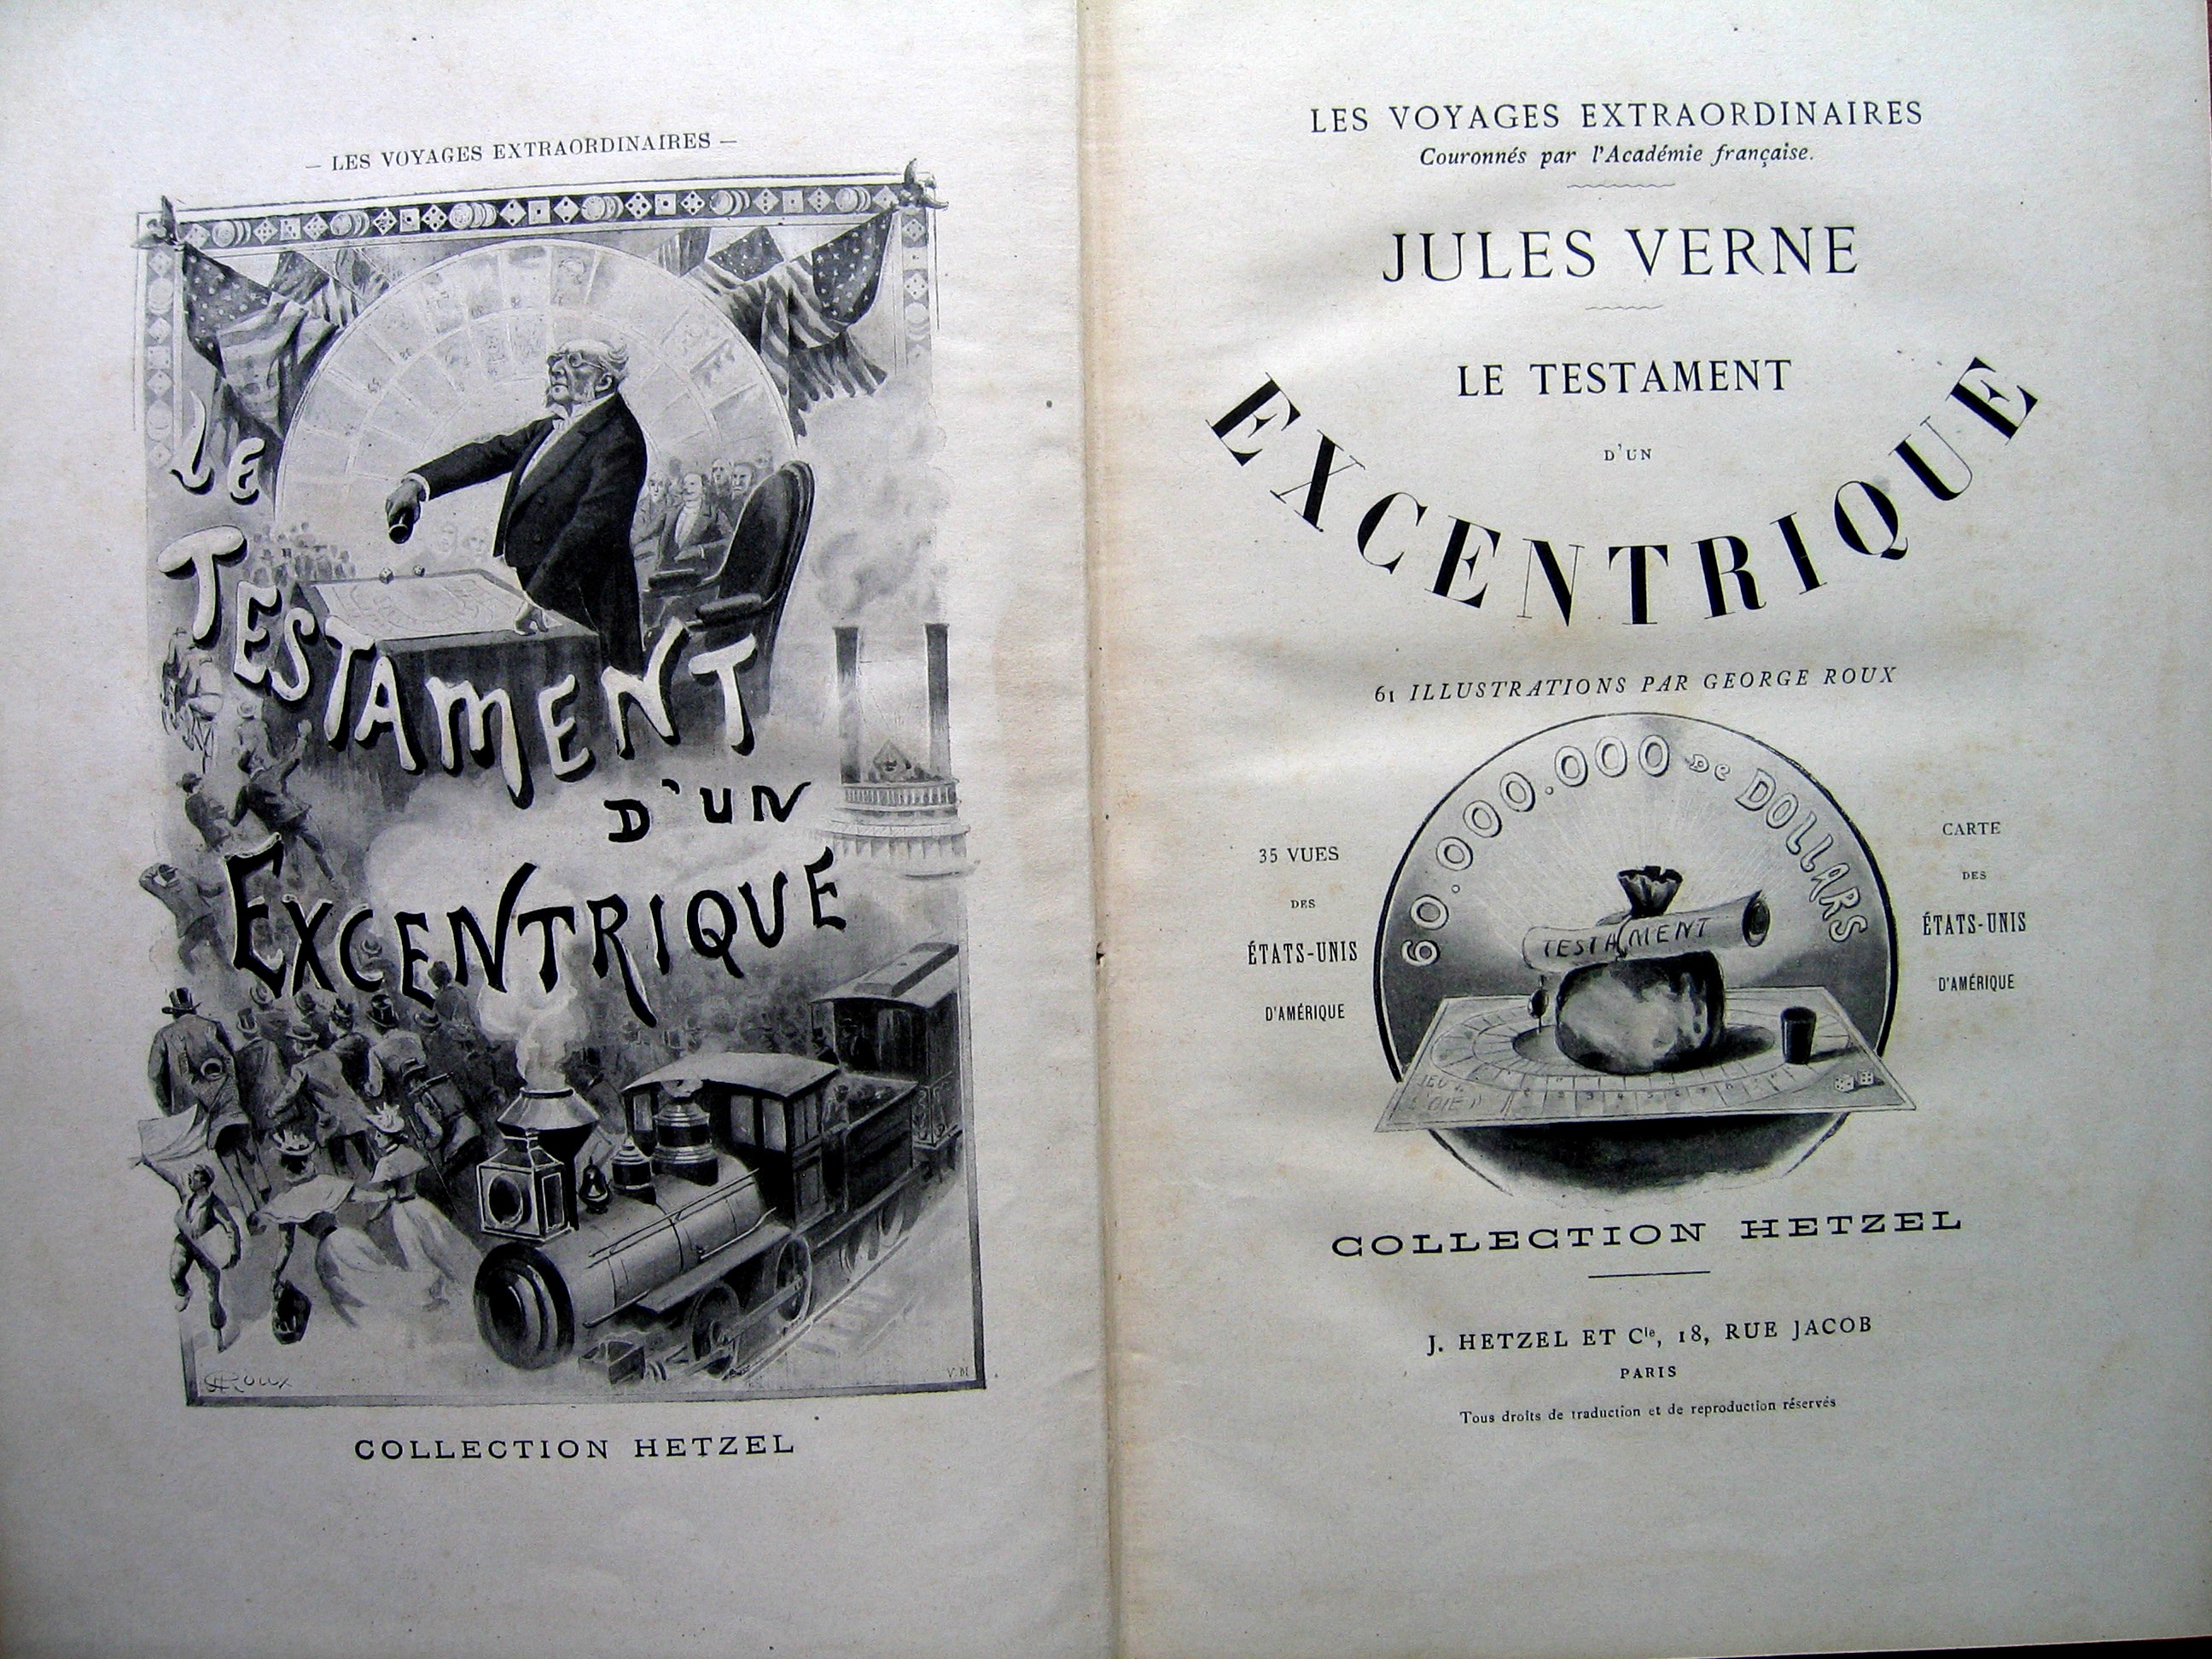 — LES VOYAGES EXTRAORDINAIRES —
LE
TESTAMENT
D'UN
EXCENTRIQUE
G ROUX
COLLECTION HETZEL
LES VOYAGES EXTRAORDINAIRES
Couronnés par l'Académie française.
JULES VERNE
LE TESTAMENT
D'UN
EXCENTRIQUE
61 ILLUSTRATIONS PAR GEORGE ROUX
60.000.000 DE DOLLARS
TESTAMENT
35 VUES
DES
ÉTATS-UNIS
D'AMÉRIQUE
CARTE
DES
ÉTATS-UNIS
D'AMÉRIQUE
COLLECTION HETZEL
J. HETZEL ET Cie, 18, RUE JACOB
PARIS
Tous droits de traduction et de reproduction réservés